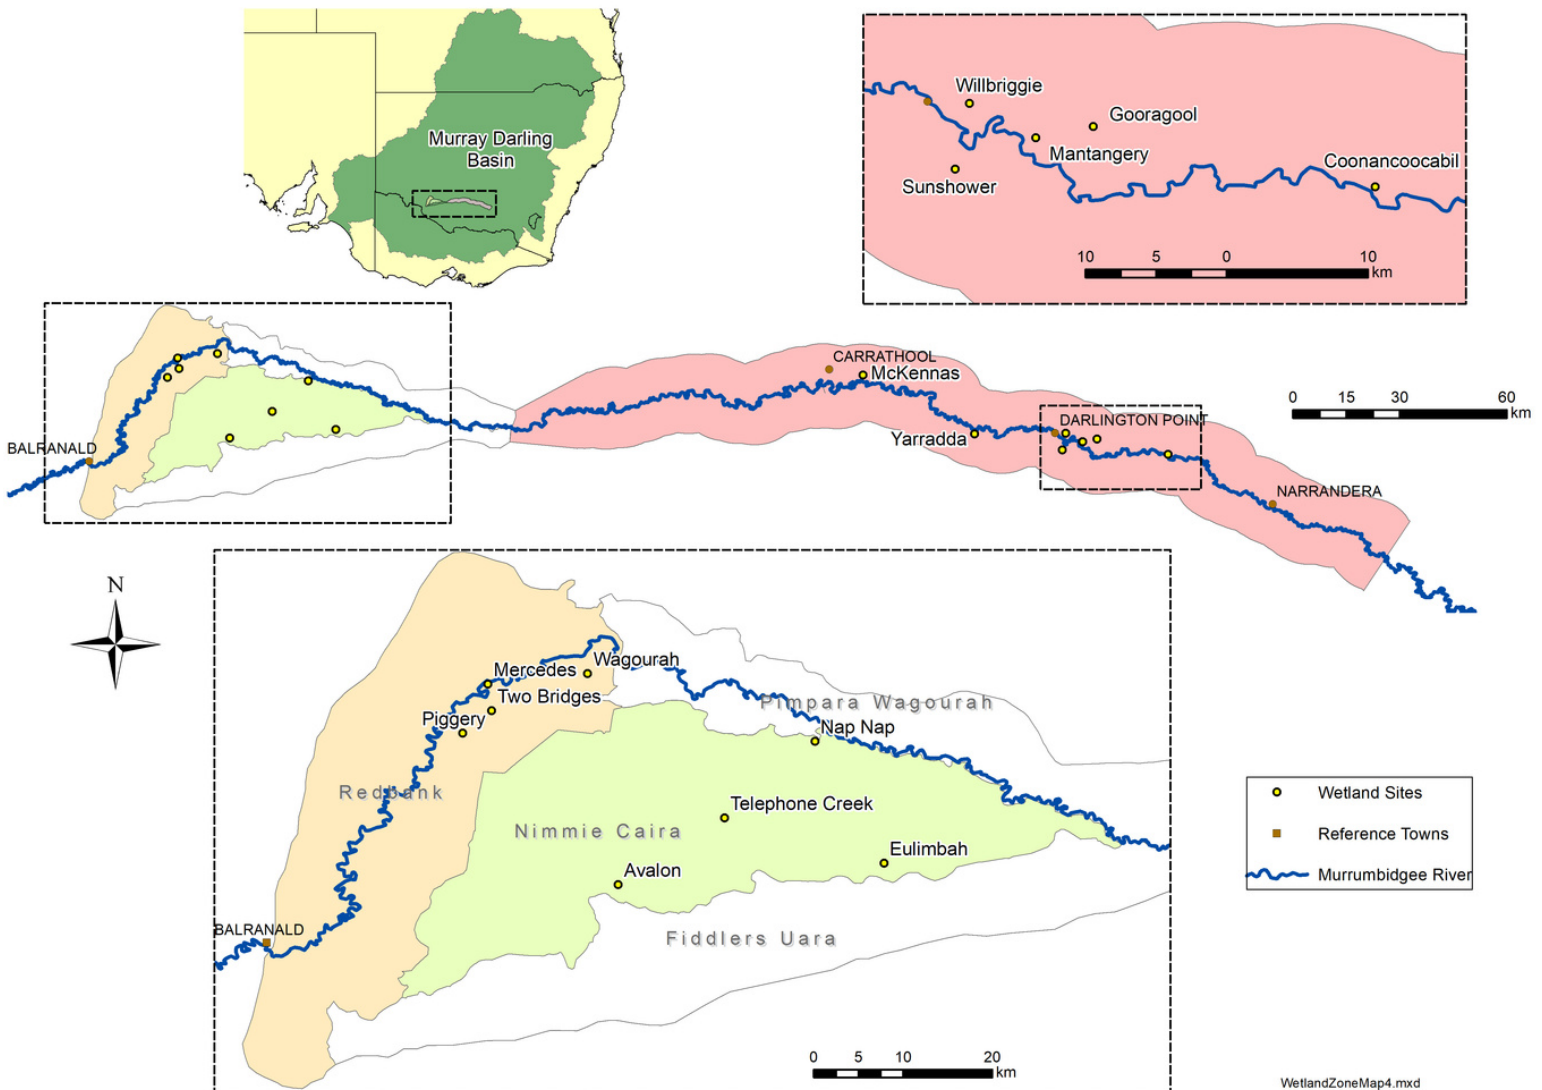 Murray Darling
Basin
Willbriggie
Gooragool
Mantangery
Coonancoocabil
Sunshower
10 5 0 10
km
CARRATHOOL
McKennas
0 15 30 60
km
DARLINGTON POINT
Yarradda
BALRANALD
NARRANDERA
N
Mercedes
Wagourah
Two Bridges
Piggery
Pimpara Wagourah
Nap Nap
Redbank
Telephone Creek
Nimmie Caira
Eulimbah
Avalon
BALRANALD
Fiddlers Uara
0 5 10 20
km
Wetland Sites
Reference Towns
Murrumbidgee River
WetlandZoneMap4.mxd